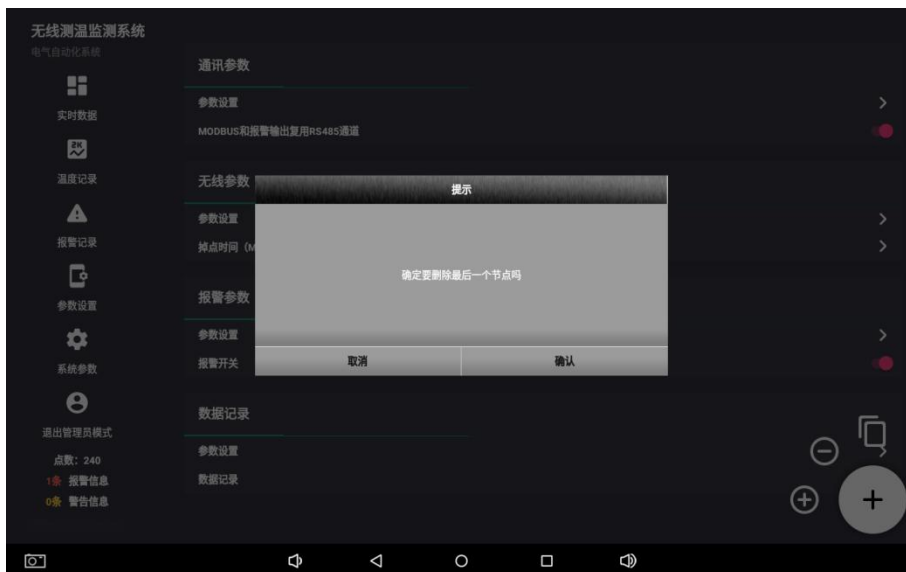 无线测温监测系统
电气自动化系统
实时数据
2K
温度记录
报警记录
参数设置
系统参数
退出管理员模式
点数：240
1条 报警信息
0条 警告信息
通讯参数
参数设置
MODBUS和报警输出复用RS485通道
无线参数
参数设置
掉点时间（M
报警参数
参数设置
报警开关
数据记录
参数设置
数据记录
提示
确定要删除最后一个节点吗
取消
确认